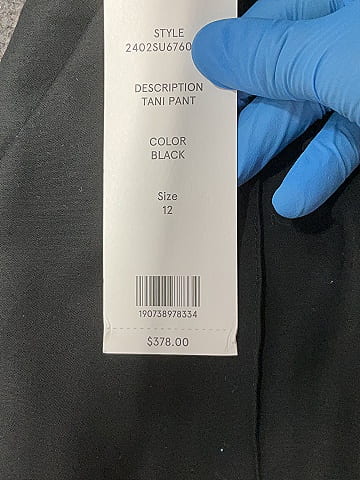 STYLE
2402SU6760
DESCRIPTION
TANI PANT
COLOR
BLACK
Size
12
190738978334
$378.00